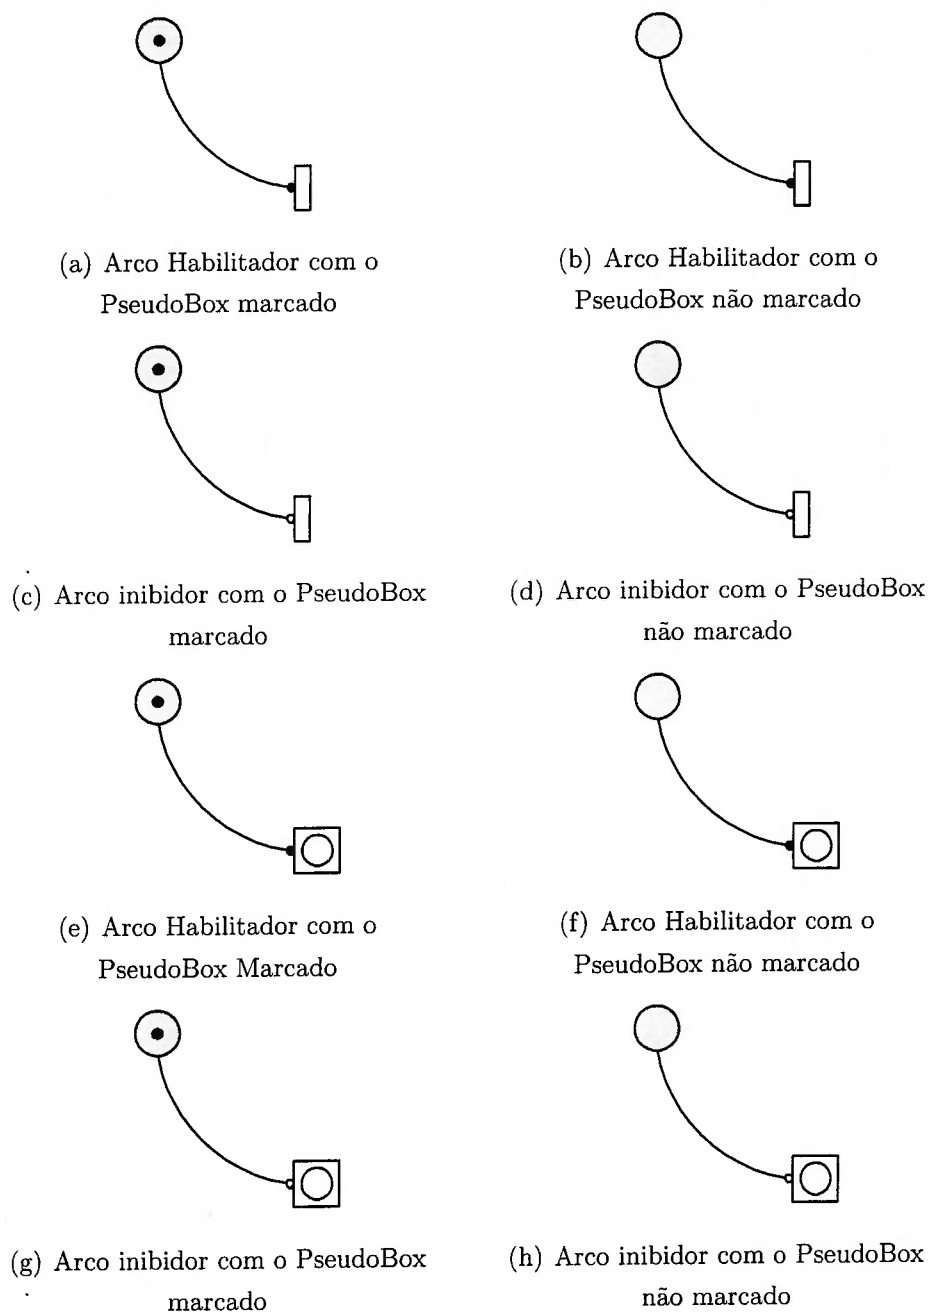 (a) Arco Habilitador com o
PseudoBox marcado
(b) Arco Habilitador com o
PseudoBox não marcado
(c) Arco inibidor com o PseudoBox
marcado
(d) Arco inibidor com o PseudoBox
não marcado
(e) Arco Habilitador com o
PseudoBox Marcado
(f) Arco Habilitador com o
PseudoBox não marcado
(g) Arco inibidor com o PseudoBox
marcado
(h) Arco inibidor com o PseudoBox
não marcado